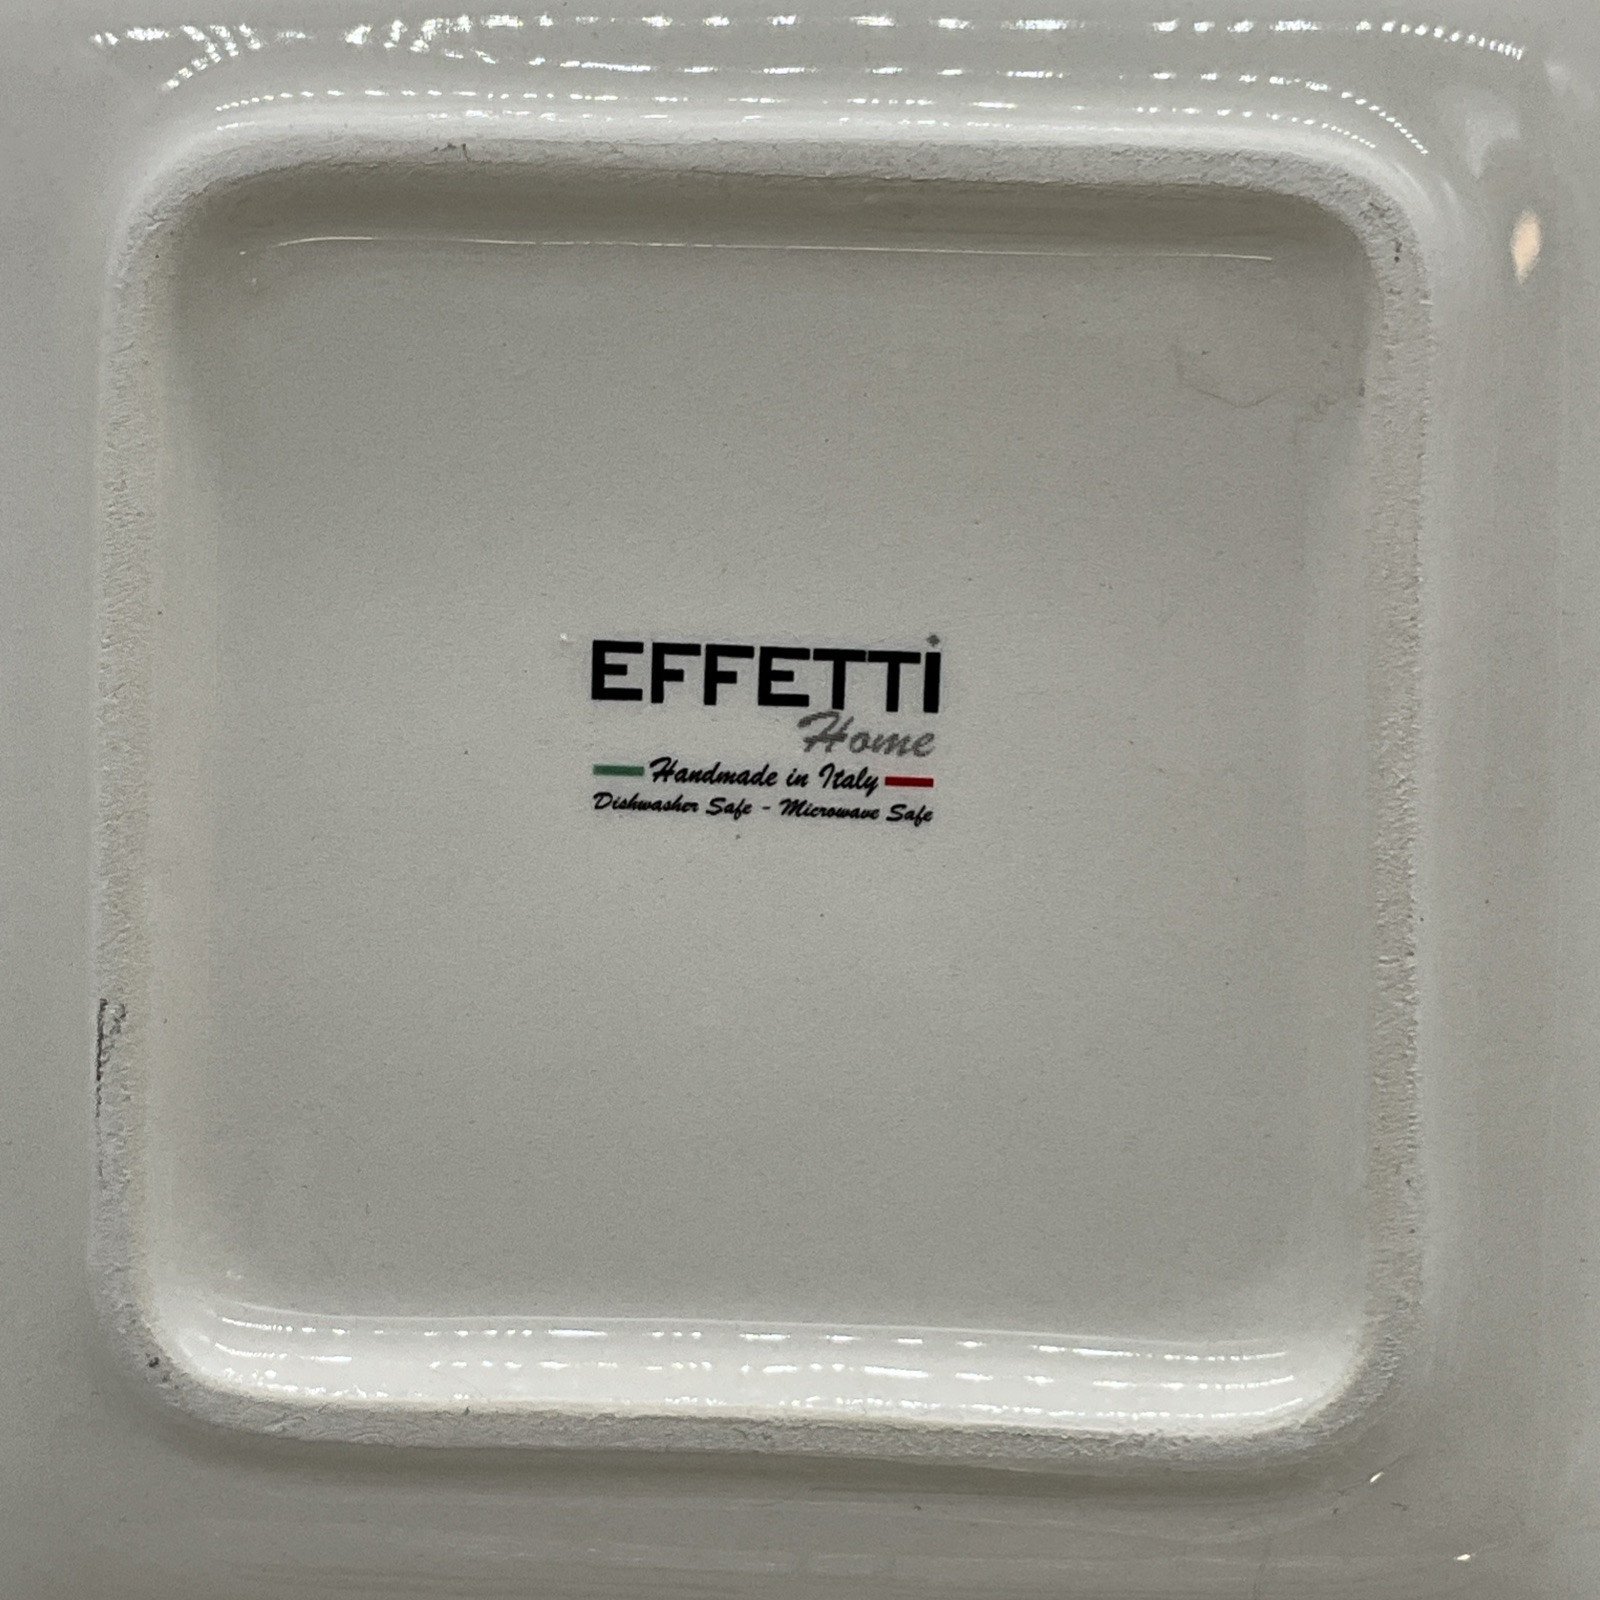 EFFETTi
Home
Handmade in Italy
Dishwasher Safe - Microwave Safe